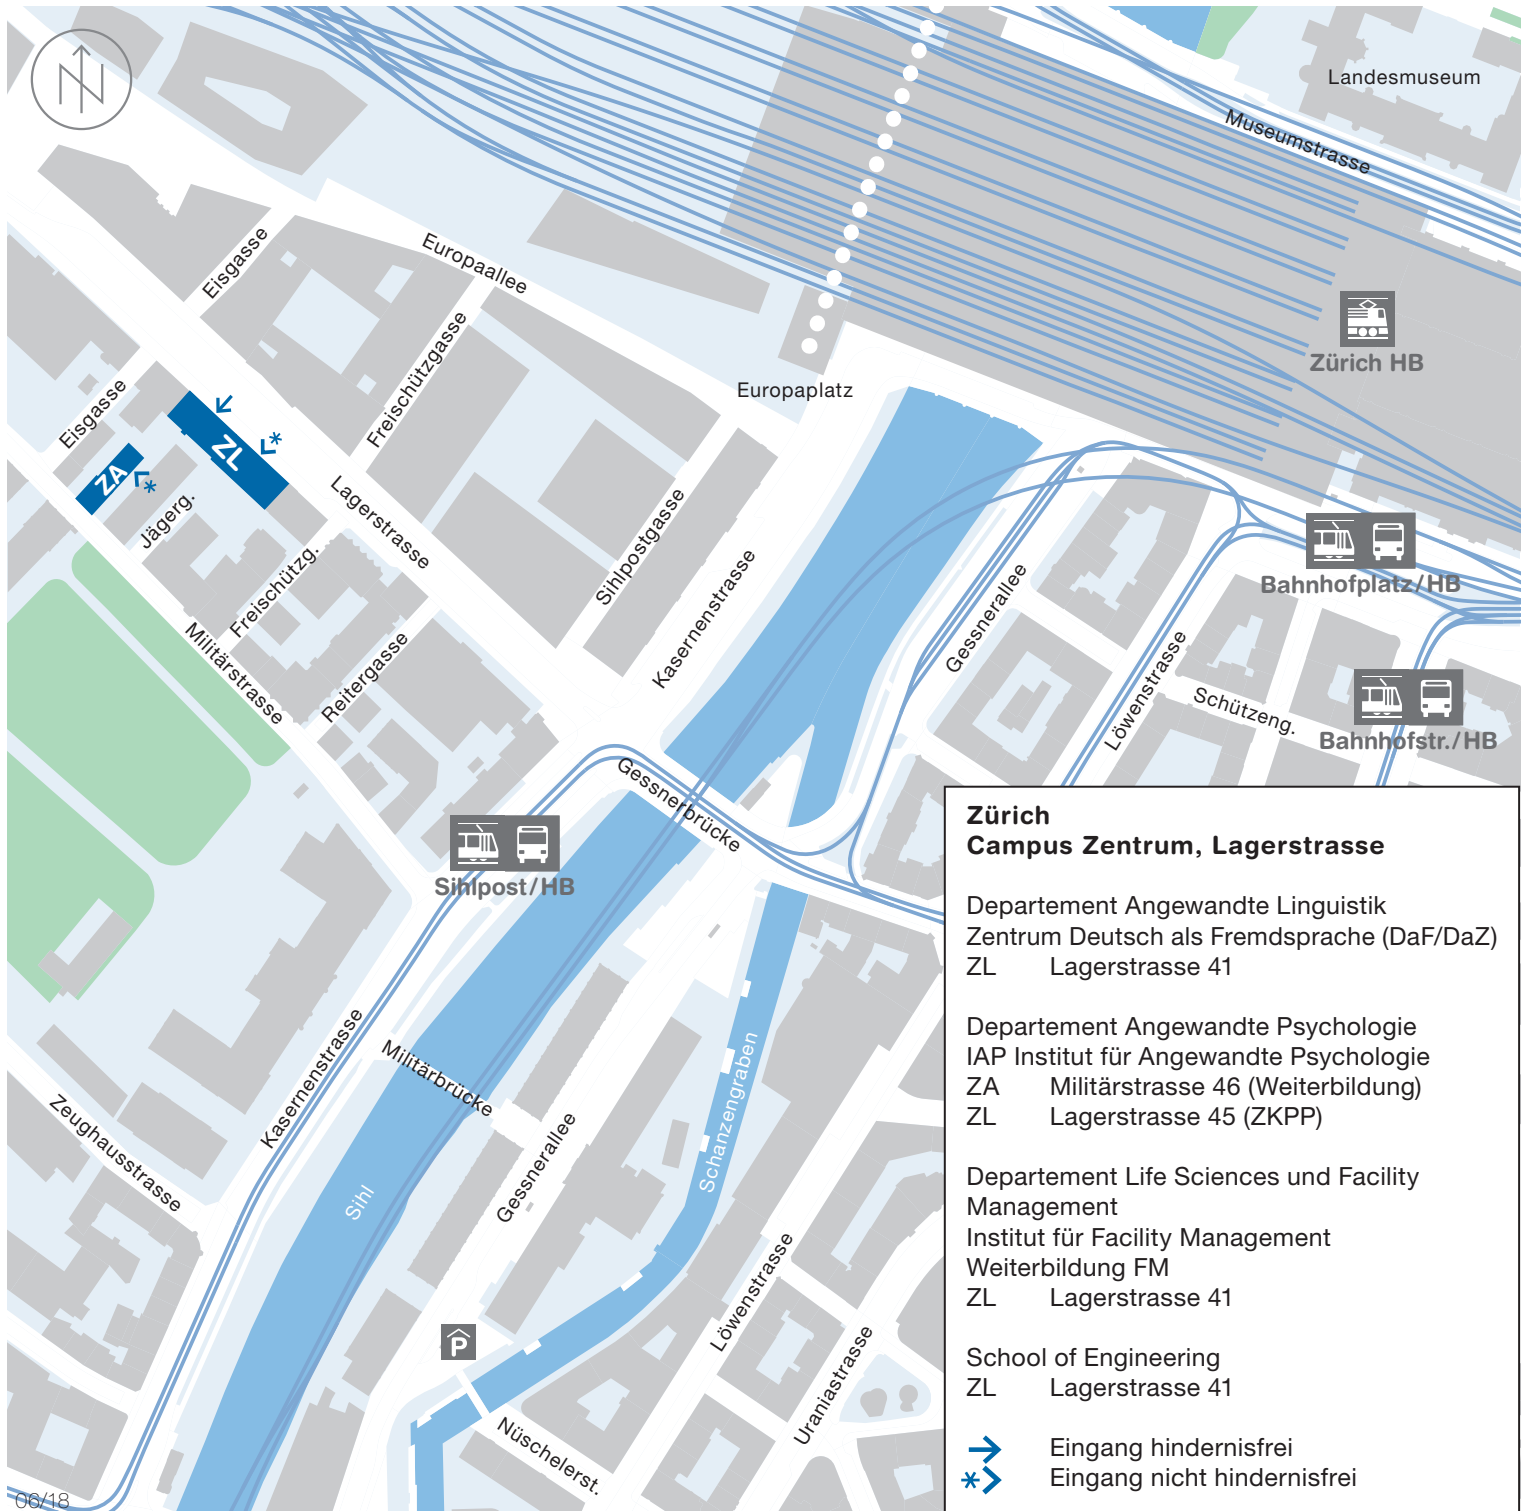 N
Landesmuseum
Museumstrasse
Eisgasse
Europaallee
Zürich HB
Freischützgasse
Europaplatz
Eisgasse
ZL
*
ZA
*
Lagerstrasse
Jägerg.
Sihlpostgasse
Freischützg.
Kasernenstrasse
Gessnerallee
Bahnhofplatz/HB
Militärstrasse
Reitergasse
Löwenstrasse
Schützeng.
Bahnhofstr./HB
Gessnerbrücke
Sihlpost/HB
Kasernenstrasse
Militärbrücke
Zeughausstrasse
Sihl
Gessnerallee
Schanzengraben
Löwenstrasse
P
Uraniastrasse
Nüschelerst.
06/18
Zürich
Campus Zentrum, Lagerstrasse
Departement Angewandte Linguistik
Zentrum Deutsch als Fremdsprache (DaF/DaZ)
ZL Lagerstrasse 41
Departement Angewandte Psychologie
IAP Institut für Angewandte Psychologie
ZA Militärstrasse 46 (Weiterbildung)
ZL Lagerstrasse 45 (ZKPP)
Departement Life Sciences und Facility
Management
Institut für Facility Management
Weiterbildung FM
ZL Lagerstrasse 41
School of Engineering
ZL Lagerstrasse 41
Eingang hindernisfrei
* Eingang nicht hindernisfrei